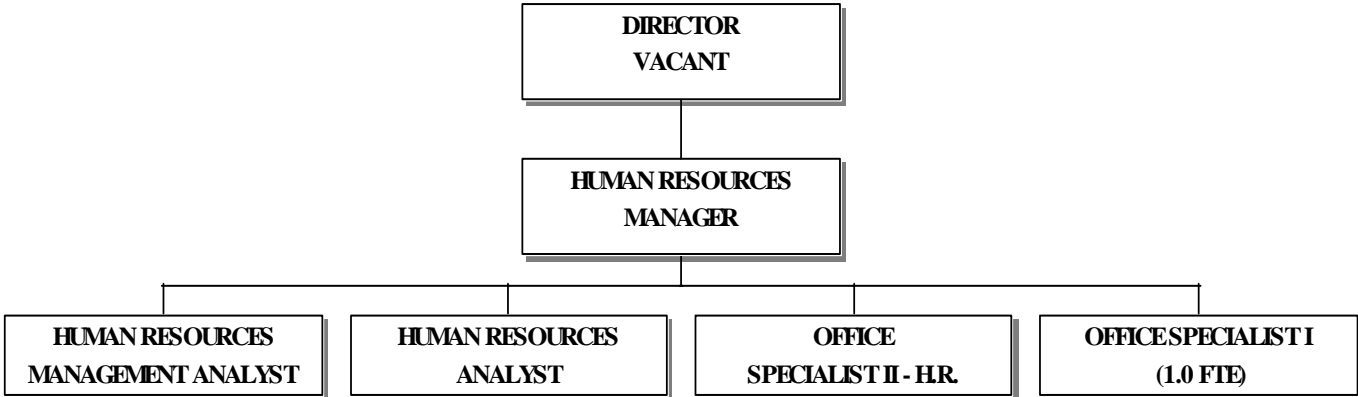 DIRECTOR
VACANT
HUMAN RESOURCES
MANAGER
HUMAN RESOURCES
MANAGEMENT ANALYST
HUMAN RESOURCES
ANALYST
OFFICE
SPECIALIST II - H.R.
OFFICE SPECIALIST I
(1.0 FTE)